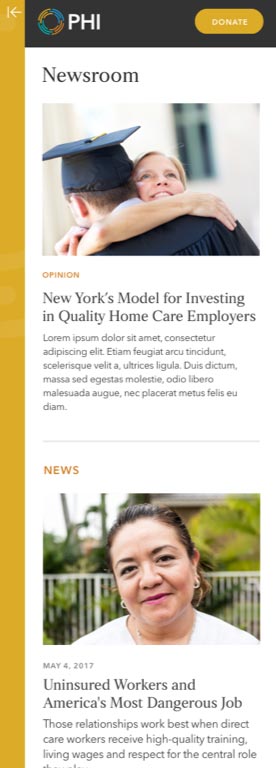 PHI
DONATE
Newsroom
OPINION
New York's Model for Investing
in Quality Home Care Employers
Lorem ipsum dolor sit amet, consectetur
adipiscing elit. Etiam feugiat arcu tincidunt,
scelerisque velit a, ultrices ligula. Duis dictum,
massa sed egestas molestie, odio libero
malesuada augue, nec placerat metus felis eu
diam.
NEWS
MAY 4, 2017
Uninsured Workers and
America's Most Dangerous Job
Those relationships work best when direct
care workers receive high-quality training,
living wages and respect for the central role
they play